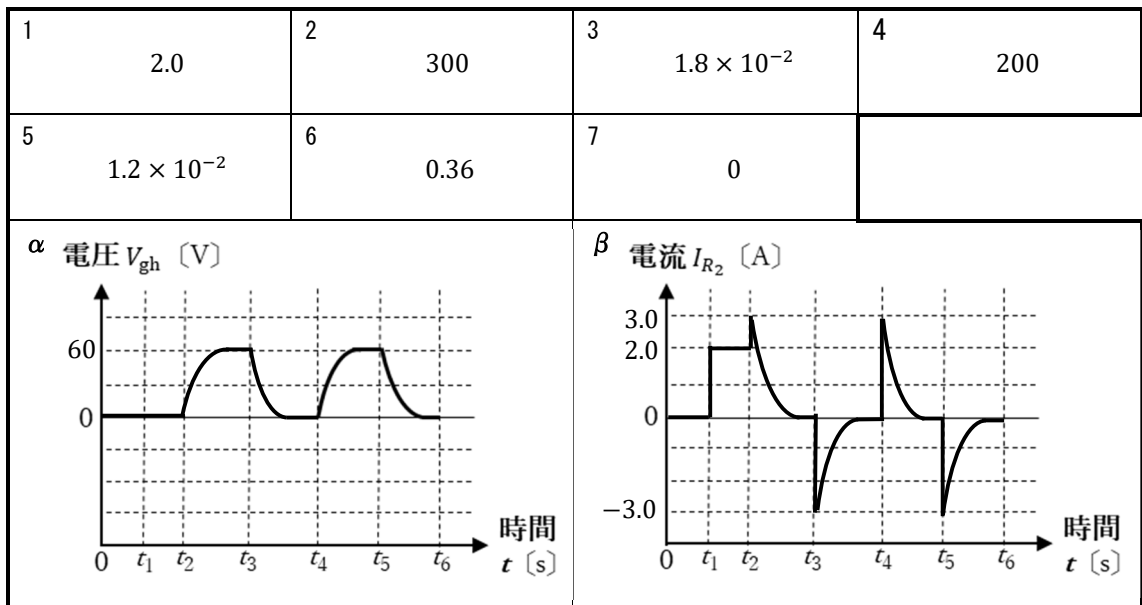 1 2 3 4
2.0 300 1.8 × 10⁻² 200
5 6 7
1.2 × 10⁻² 0.36 0
α 電圧 V_gh 〔V〕
60
0
時間
0 t₁ t₂ t₃ t₄ t₅ t₆ t〔s〕
β 電流 I_R₂ 〔A〕
3.0
2.0
0
−3.0
時間
0 t₁ t₂ t₃ t₄ t₅ t₆ t〔s〕